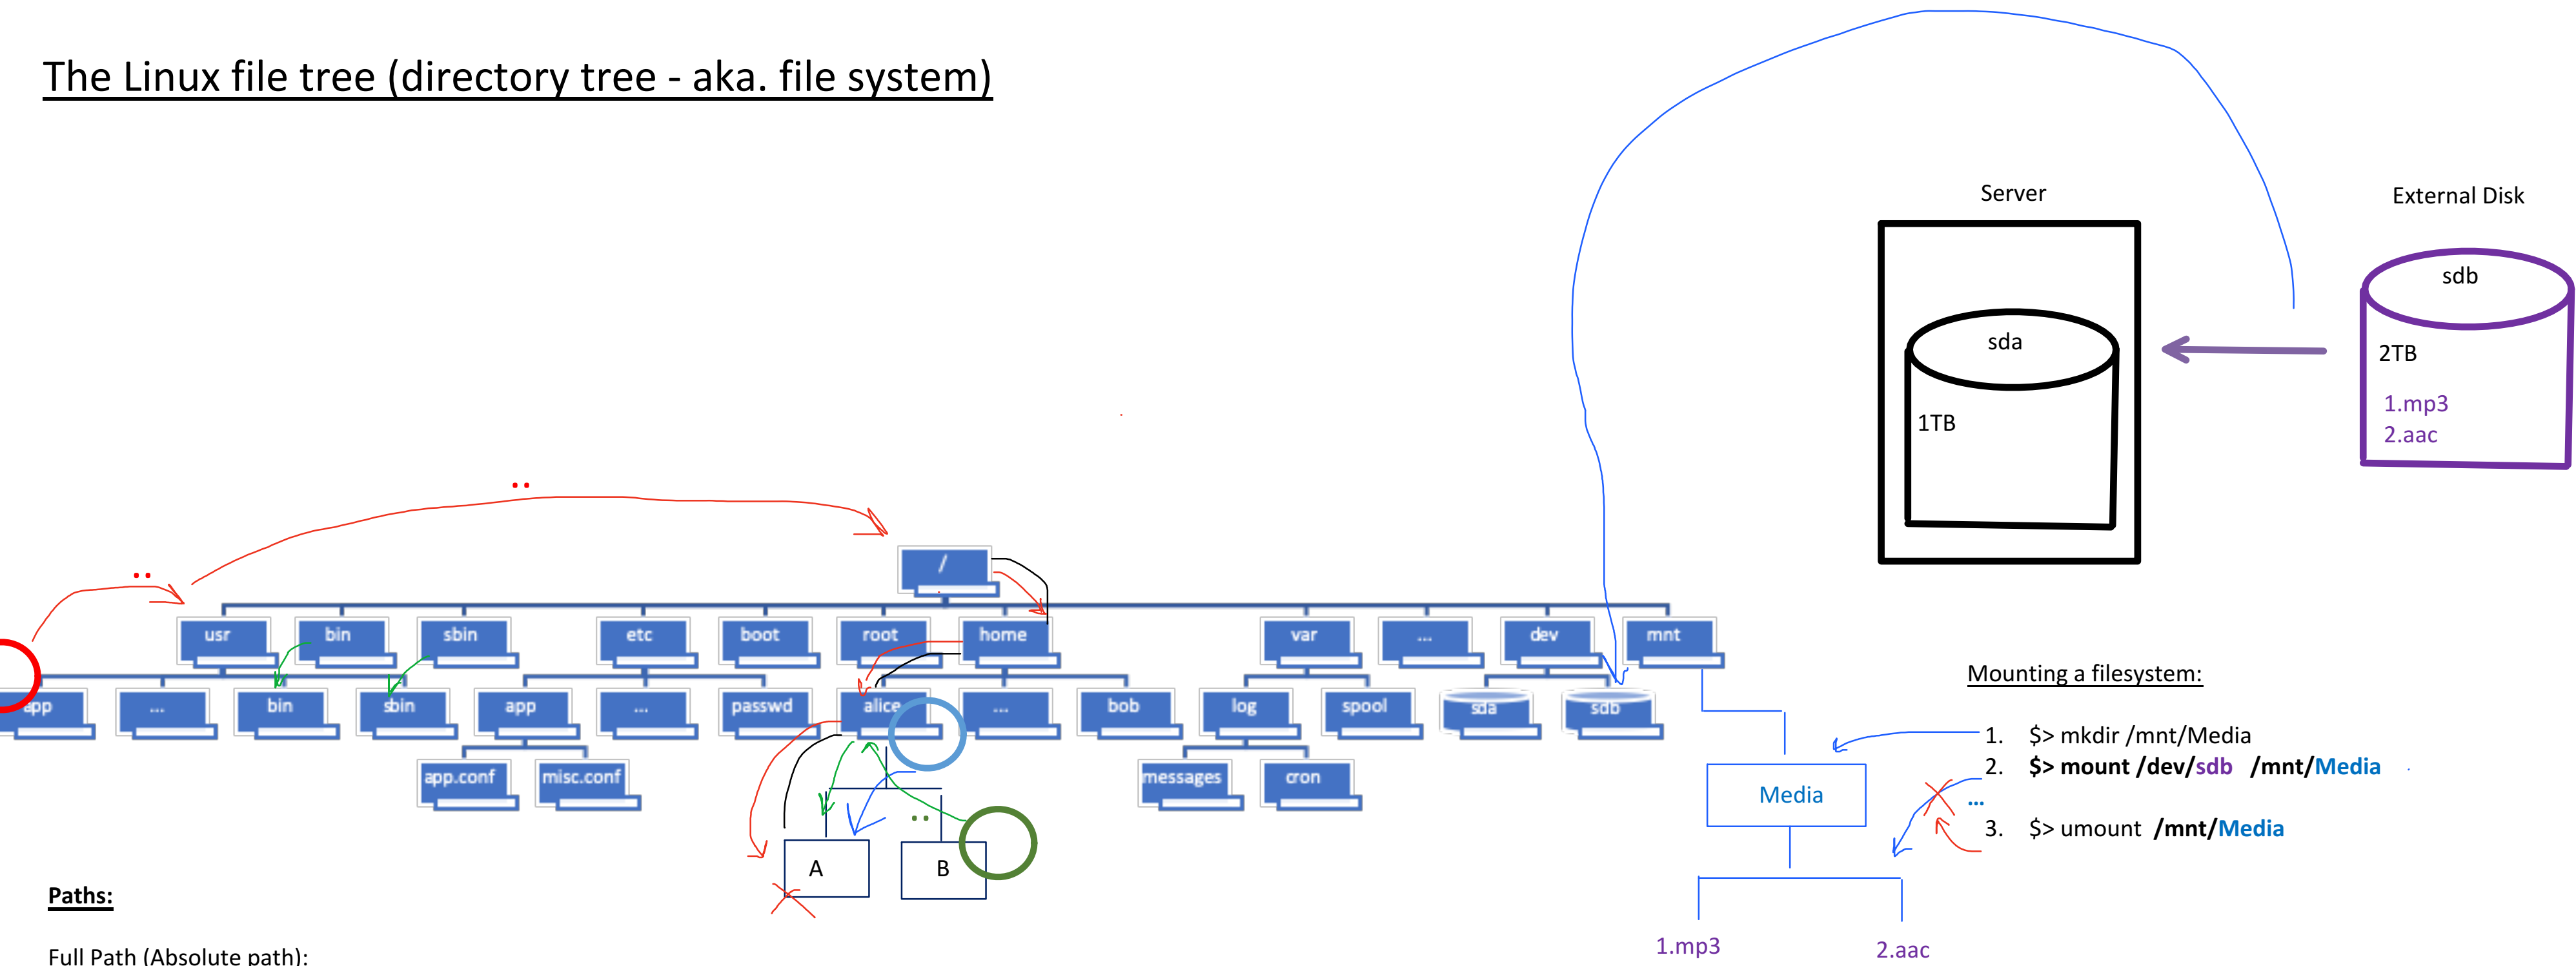 The Linux file tree (directory tree - aka. file system)
Server
External Disk
sdb
sda
2TB
1TB
1.mp3
2.aac
..
..
/
usr
bin
sbin
etc
boot
root
home
var
...
dev
mnt
app
...
bin
sbin
app
...
passwd
alice
...
bob
log
spool
sda
sdb
app.conf
misc.conf
messages
cron
..
A
B
Media
1.mp3
2.aac
Mounting a filesystem:
1. $> mkdir /mnt/Media
2. $> mount /dev/sdb /mnt/Media
...
3. $> umount /mnt/Media
Paths:
Full Path (Absolute path):